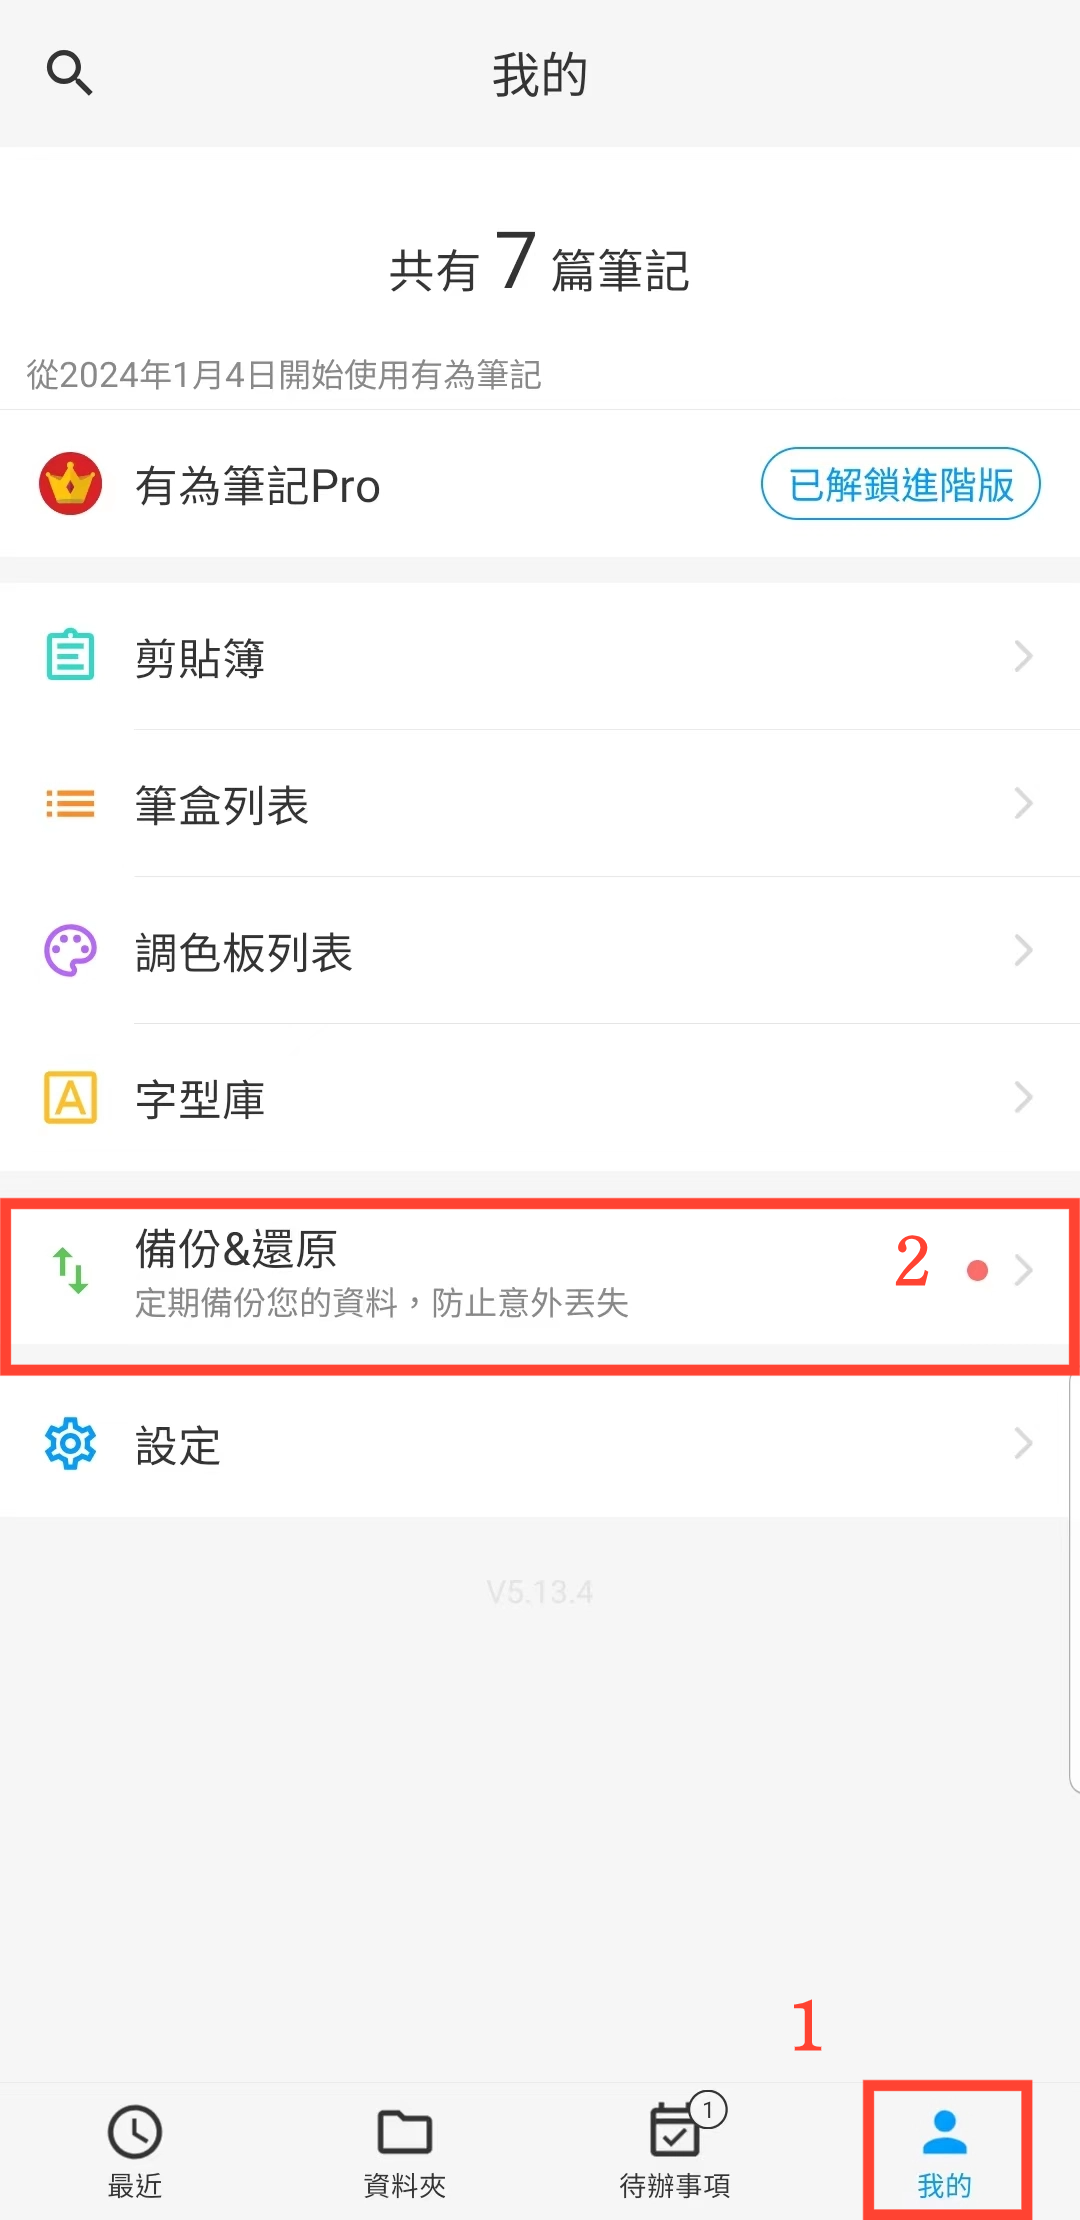 我的
共有 7 篇筆記
從2024年1月4日開始使用有為筆記
有為筆記Pro
已解鎖進階版
剪貼簿
筆盒列表
調色板列表
字型庫
備份&還原
定期備份您的資料，防止意外丟失
2
設定
V5.13.4
1
1
最近
資料夾
待辦事項
我的